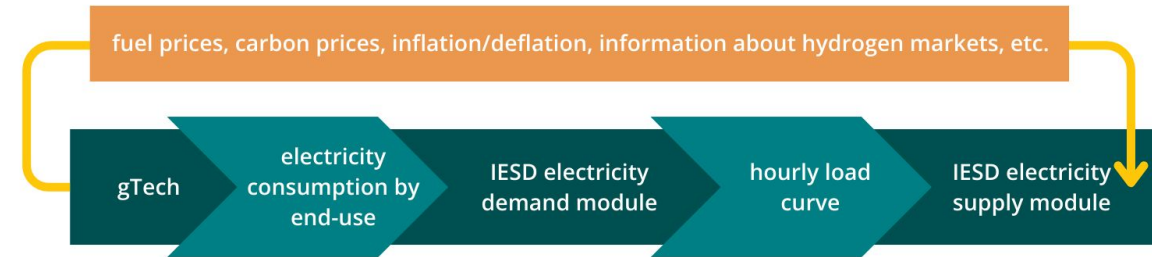 fuel prices, carbon prices, inflation/deflation, information about hydrogen markets, etc.
gTech
electricity
consumption by
end-use
IESD electricity
demand module
hourly load
curve
IESD electricity
supply module